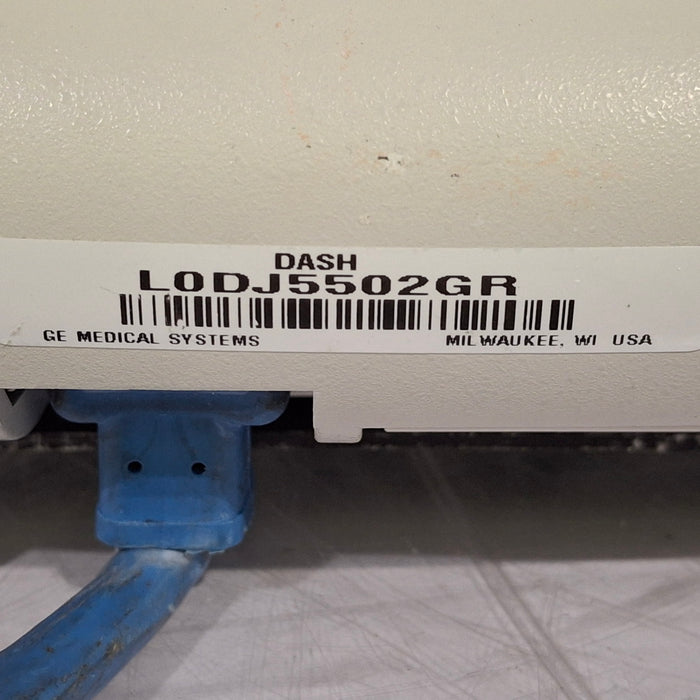 DASH
L0DJ5502GR
GE MEDICAL SYSTEMS MILWAUKEE, WI USA